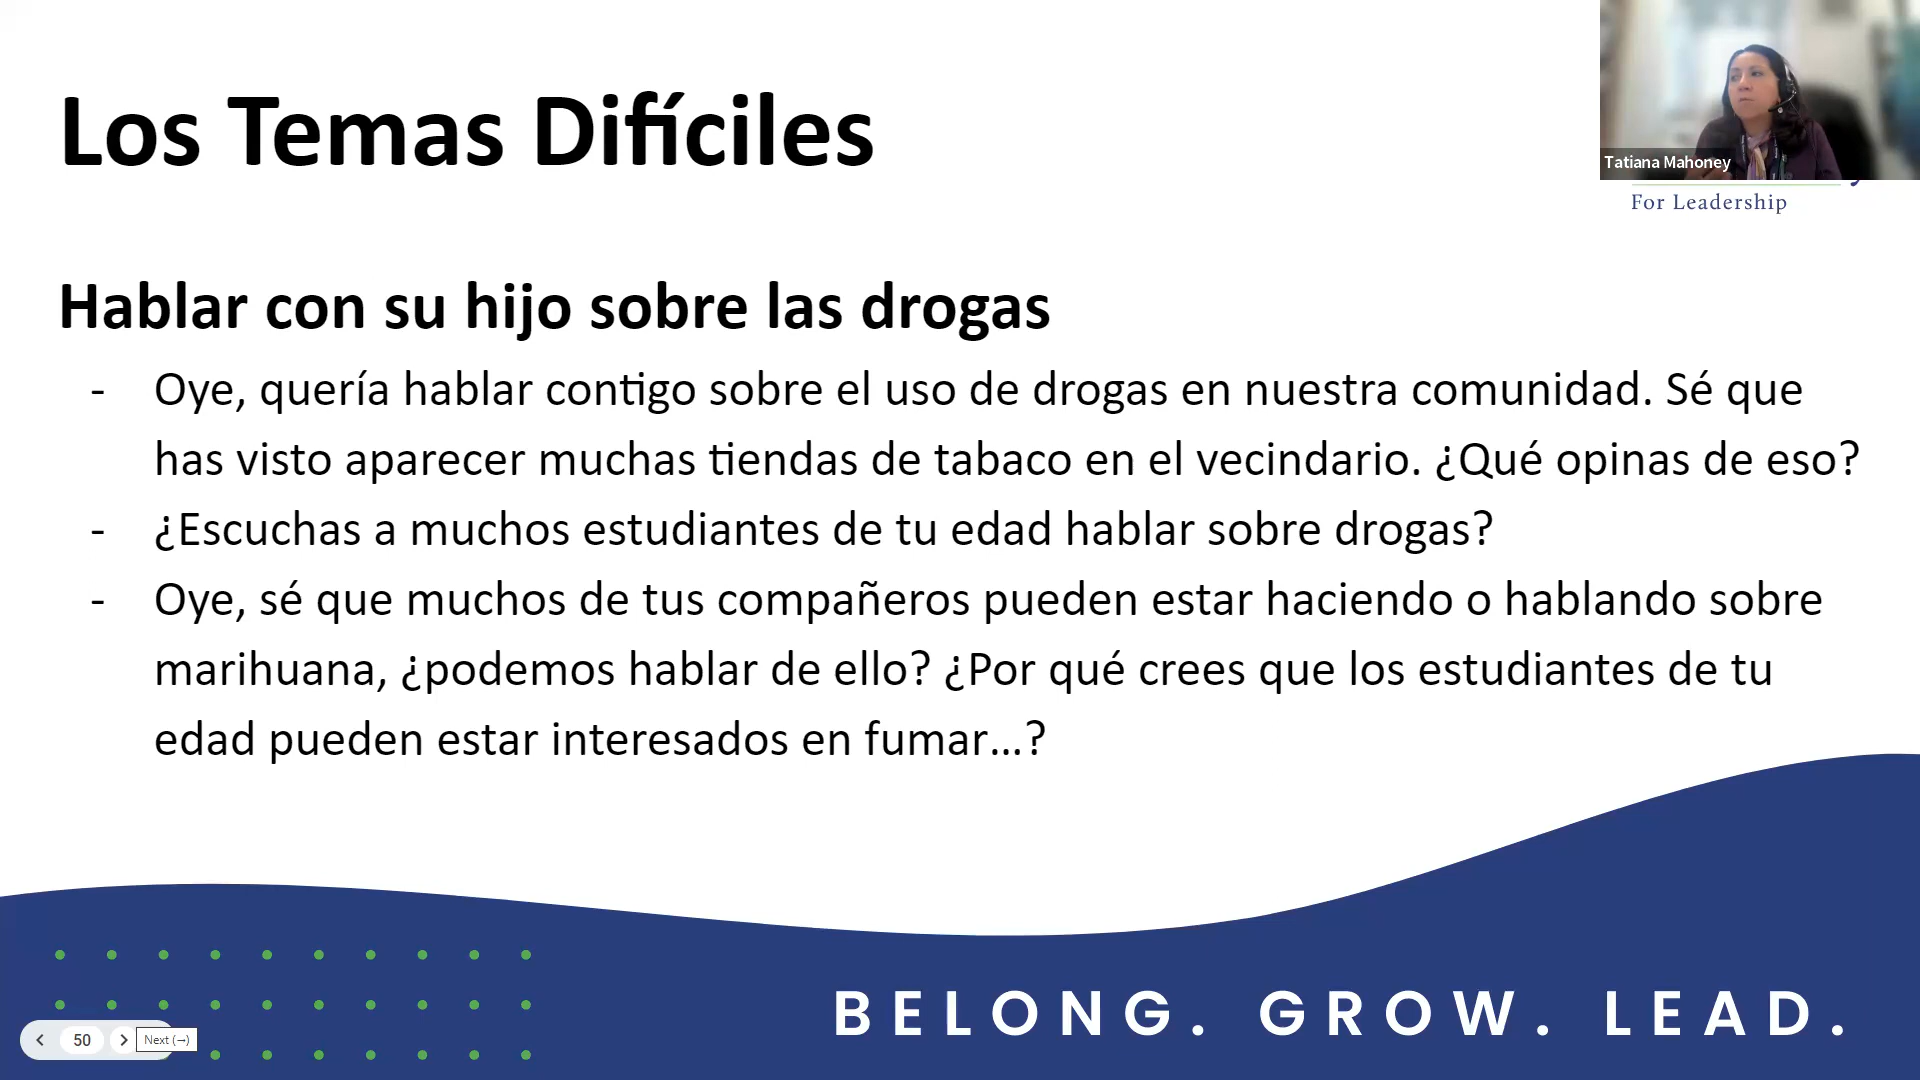 Los Temas Difíciles
Tatiana Mahoney
For Leadership
Hablar con su hijo sobre las drogas
- Oye, quería hablar contigo sobre el uso de drogas en nuestra comunidad. Sé que
has visto aparecer muchas tiendas de tabaco en el vecindario. ¿Qué opinas de eso?
- ¿Escuchas a muchos estudiantes de tu edad hablar sobre drogas?
- Oye, sé que muchos de tus compañeros pueden estar haciendo o hablando sobre
marihuana, ¿podemos hablar de ello? ¿Por qué crees que los estudiantes de tu
edad pueden estar interesados en fumar...?
BELONG. GROW. LEAD.
50
Next (→)